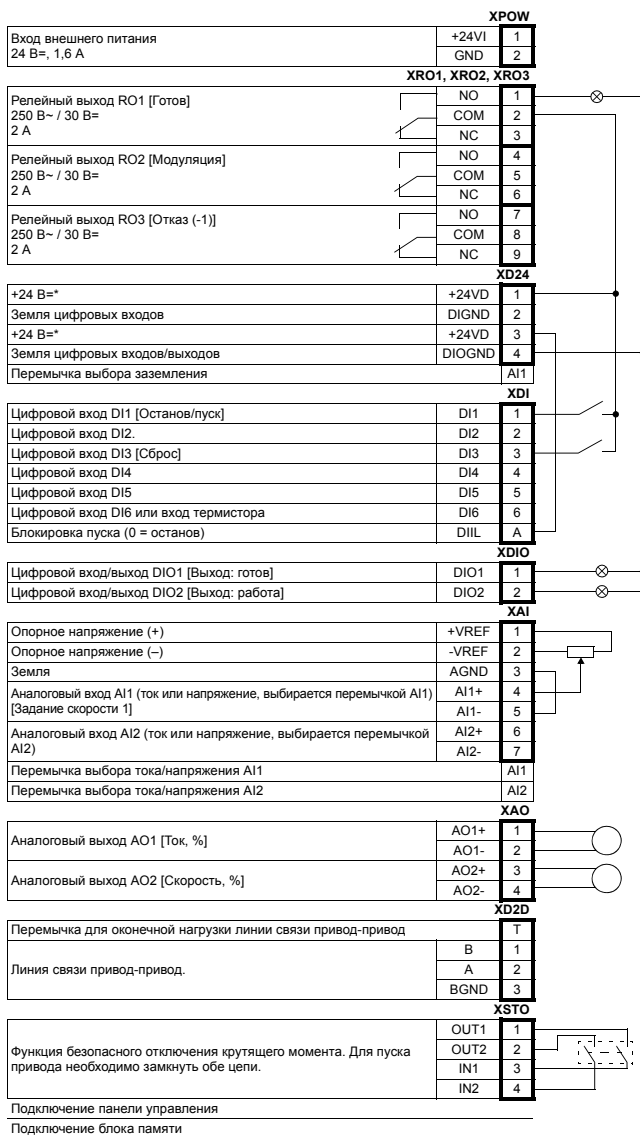 XPOW
Вход внешнего питания
24 В=, 1,6 А
+24VI 1
GND 2
XRO1, XRO2, XRO3
Релейный выход RO1 [Готов]
250 В~ / 30 В=
2 А
NO 1
COM 2
NC 3
Релейный выход RO2 [Модуляция]
250 В~ / 30 В=
2 А
NO 4
COM 5
NC 6
Релейный выход RO3 [Отказ (-1)]
250 В~ / 30 В=
2 А
NO 7
COM 8
NC 9
XD24
+24 В=* +24VD 1
Земля цифровых входов DIGND 2
+24 В=* +24VD 3
Земля цифровых входов/выходов DIOGND 4
Перемычка выбора заземления AI1
XDI
Цифровой вход DI1 [Останов/пуск] DI1 1
Цифровой вход DI2. DI2 2
Цифровой вход DI3 [Сброс] DI3 3
Цифровой вход DI4 DI4 4
Цифровой вход DI5 DI5 5
Цифровой вход DI6 или вход термистора DI6 6
Блокировка пуска (0 = останов) DIIL A
XDIO
Цифровой вход/выход DIO1 [Выход: готов] DIO1 1
Цифровой вход/выход DIO2 [Выход: работа] DIO2 2
XAI
Опорное напряжение (+) +VREF 1
Опорное напряжение (–) -VREF 2
Земля AGND 3
Аналоговый вход AI1 (ток или напряжение, выбирается перемычкой AI1)
[Задание скорости 1]
AI1+ 4
AI1- 5
Аналоговый вход AI2 (ток или напряжение, выбирается перемычкой
AI2)
AI2+ 6
AI2- 7
Перемычка выбора тока/напряжения AI1 AI1
Перемычка выбора тока/напряжения AI2 AI2
XAO
Аналоговый выход AO1 [Ток, %]
AO1+ 1
AO1- 2
Аналоговый выход AO2 [Скорость, %]
AO2+ 3
AO2- 4
XD2D
Перемычка для оконечной нагрузки линии связи привод-привод T
Линия связи привод-привод.
B 1
A 2
BGND 3
XSTO
Функция безопасного отключения крутящего момента. Для пуска
привода необходимо замкнуть обе цепи.
OUT1 1
OUT2 2
IN1 3
IN2 4
Подключение панели управления
Подключение блока памяти